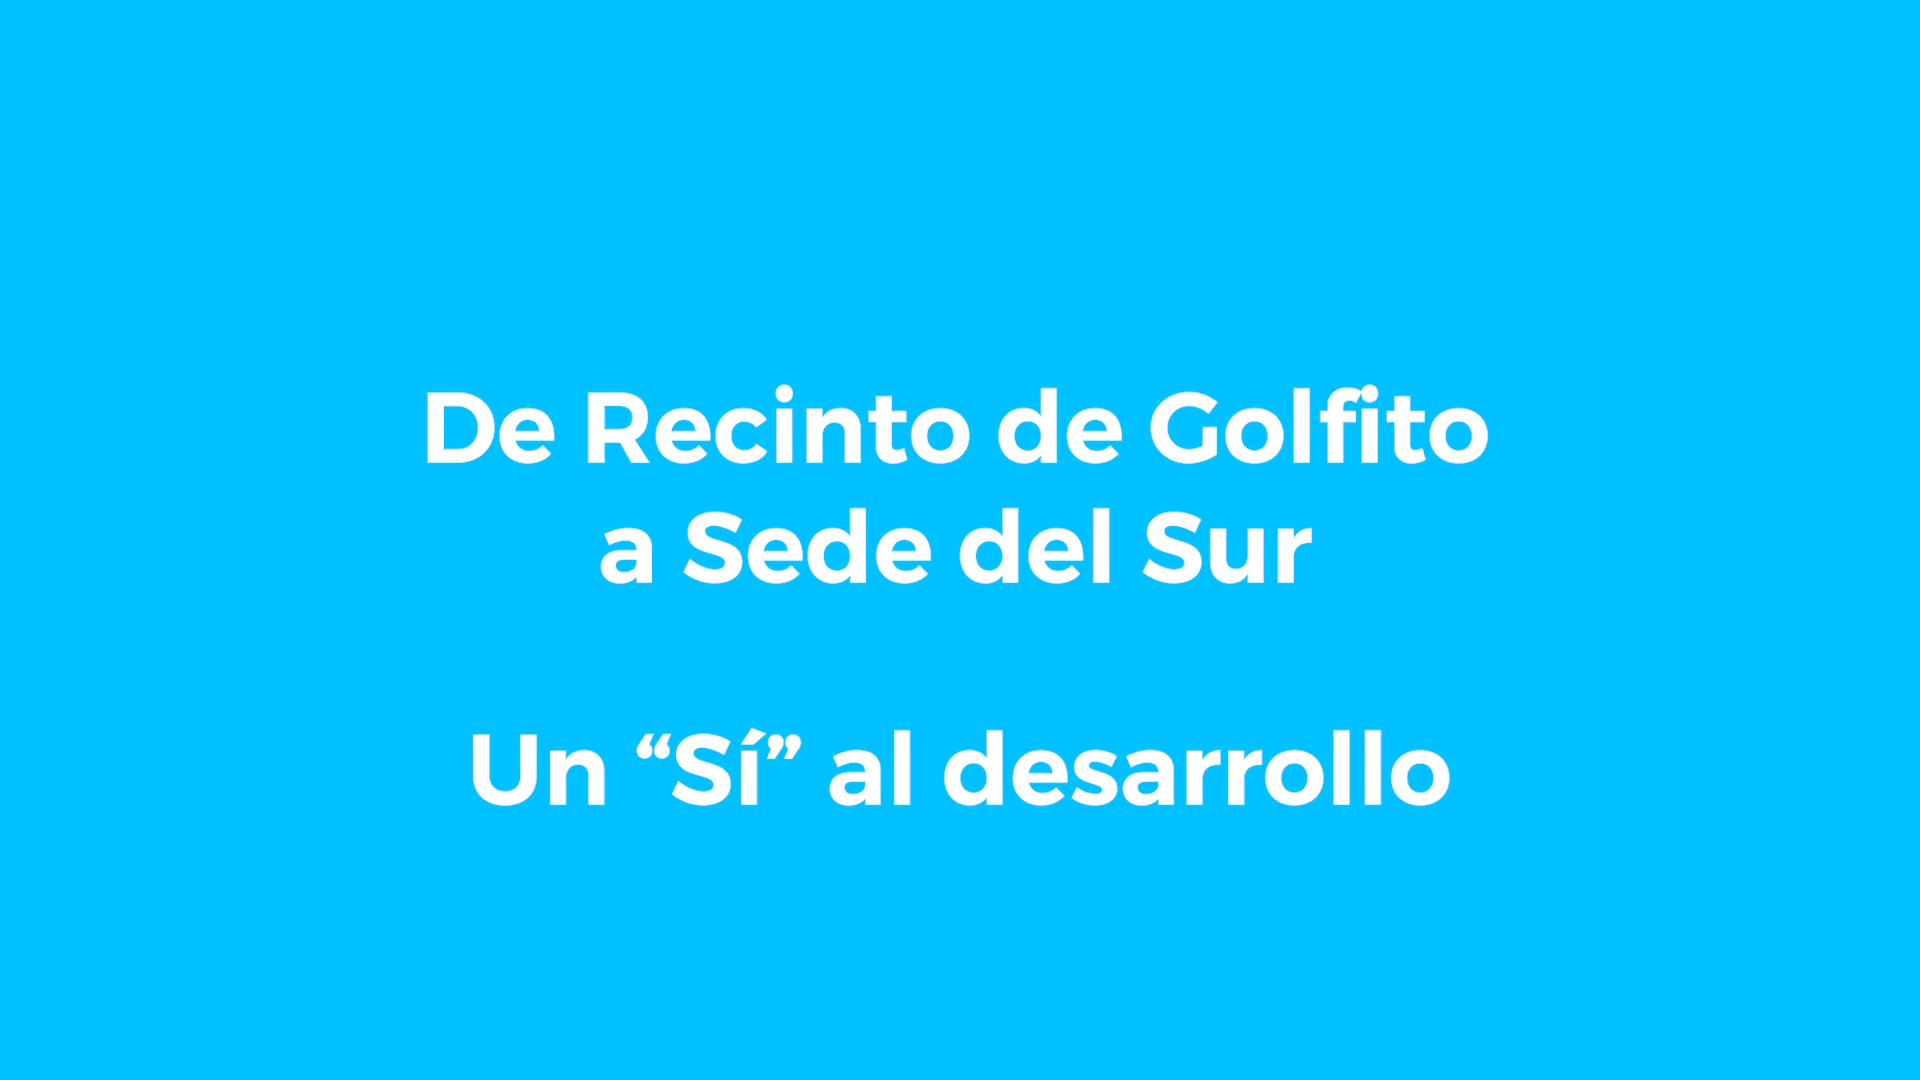 De Recinto de Golfito
a Sede del Sur
Un “Sí” al desarrollo